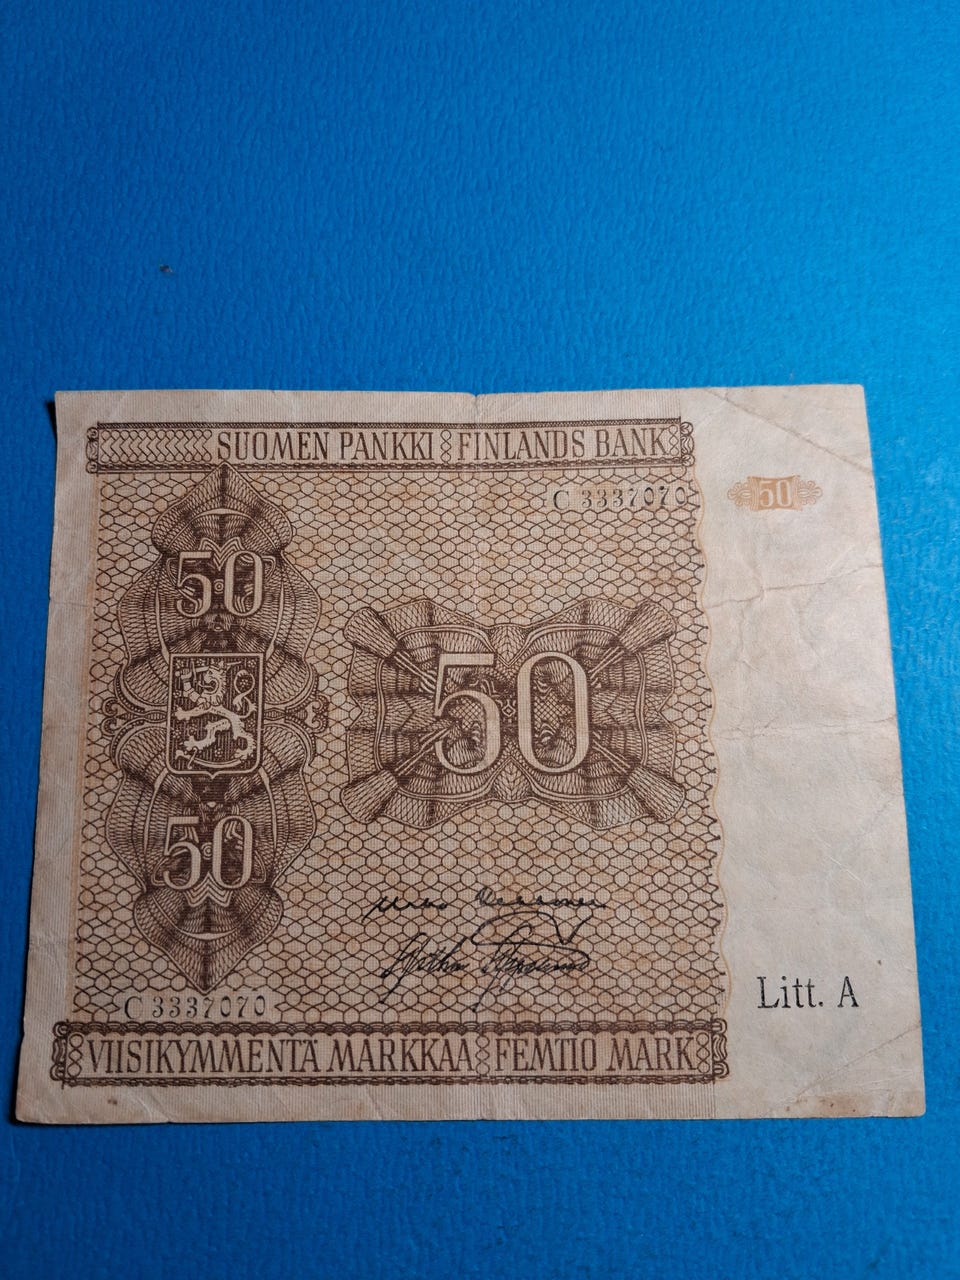 SUOMEN PANKKI FINLANDS BANK
C 3337070
50
50
50
50
C 3337070
Litt. A
VIISIKYMMENTÄ MARKKAA FEMTIO MARK